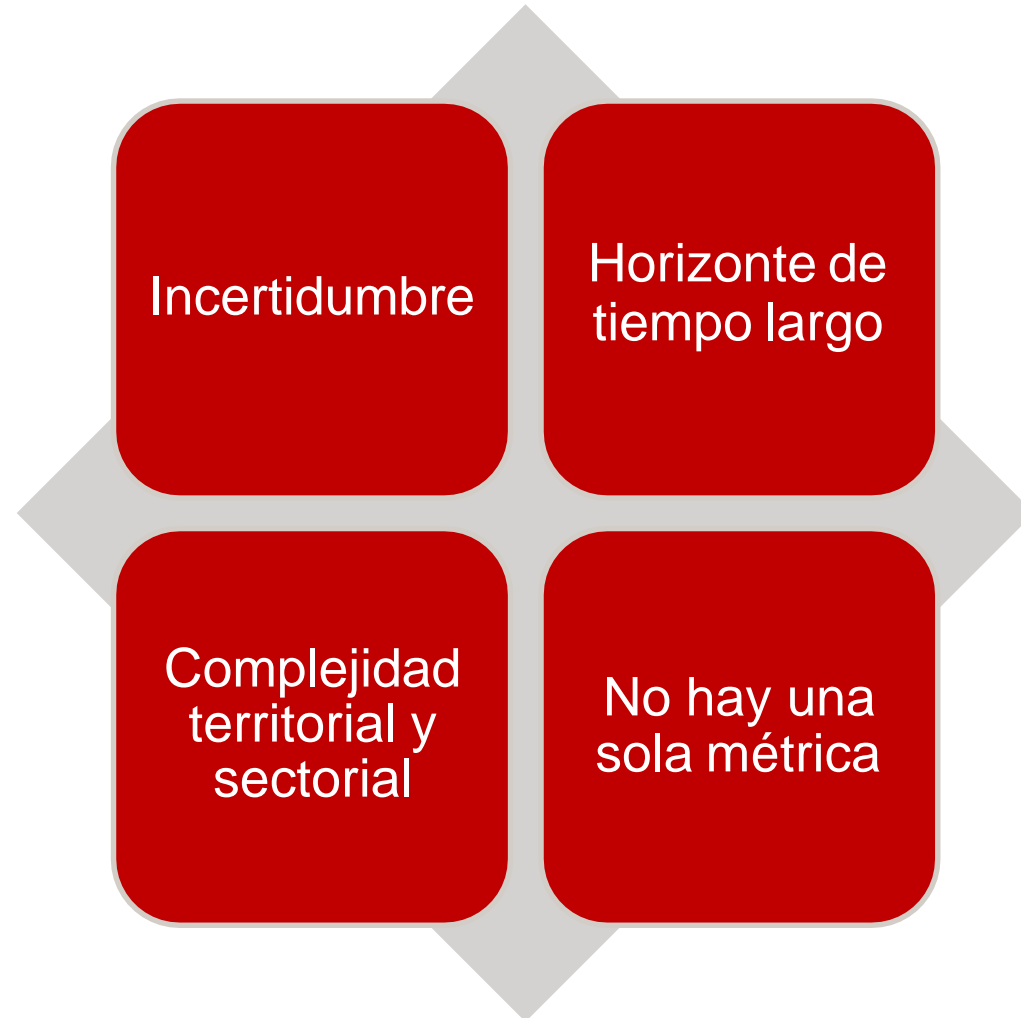 Incertidumbre
Horizonte de
tiempo largo
Complejidad
territorial y
sectorial
No hay una
sola métrica